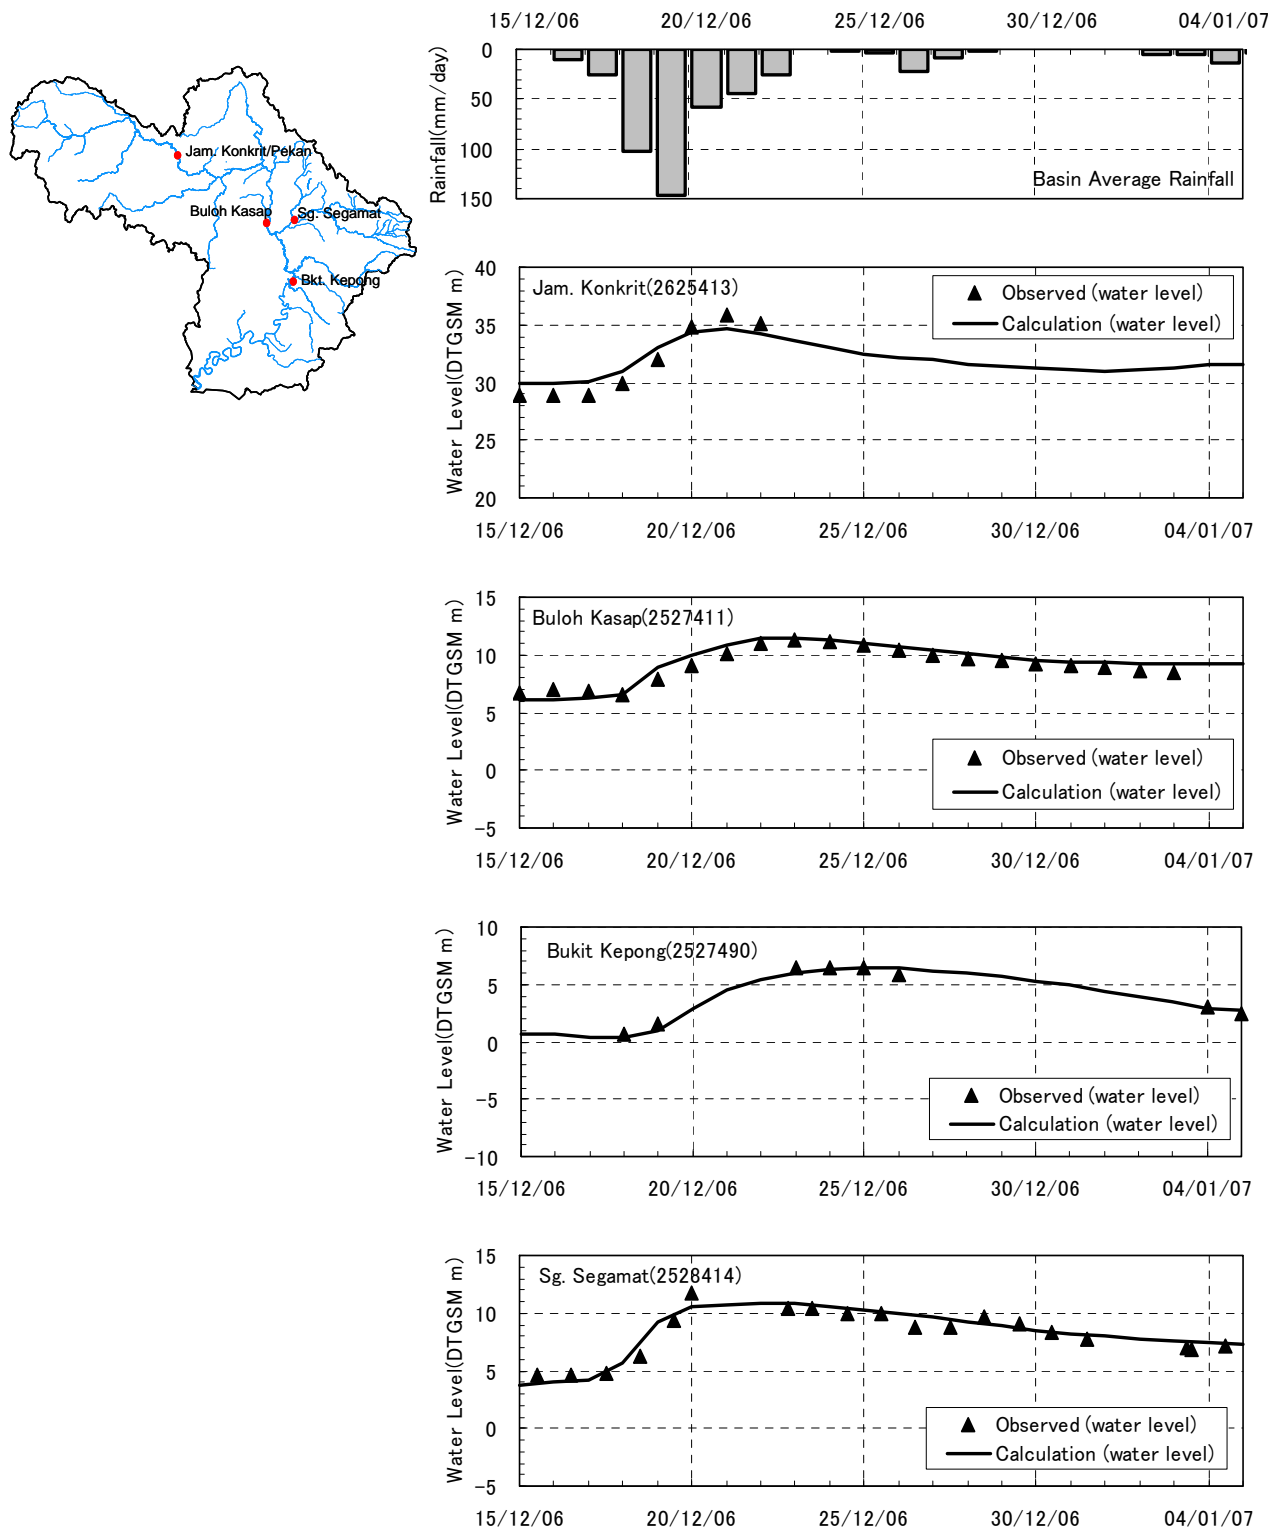 15/12/06 20/12/06 25/12/06 30/12/06 04/01/07
0
50
100
150
Rainfall(mm/day)
Basin Average Rainfall
Jam. Konkrit/Pekan
Buloh Kasap
Sg. Segamat
Bkt. Kepong
40
35
30
25
20
Water Level(DTGSM m)
Jam. Konkrit(2625413)
Observed (water level)
Calculation (water level)
15/12/06 20/12/06 25/12/06 30/12/06 04/01/07
15
10
5
0
-5
Water Level(DTGSM m)
Buloh Kasap(2527411)
Observed (water level)
Calculation (water level)
15/12/06 20/12/06 25/12/06 30/12/06 04/01/07
10
5
0
-5
-10
Water Level(DTGSM m)
Bukit Kepong(2527490)
Observed (water level)
Calculation (water level)
15/12/06 20/12/06 25/12/06 30/12/06 04/01/07
15
10
5
0
-5
Water Level(DTGSM m)
Sg. Segamat(2528414)
Observed (water level)
Calculation (water level)
15/12/06 20/12/06 25/12/06 30/12/06 04/01/07